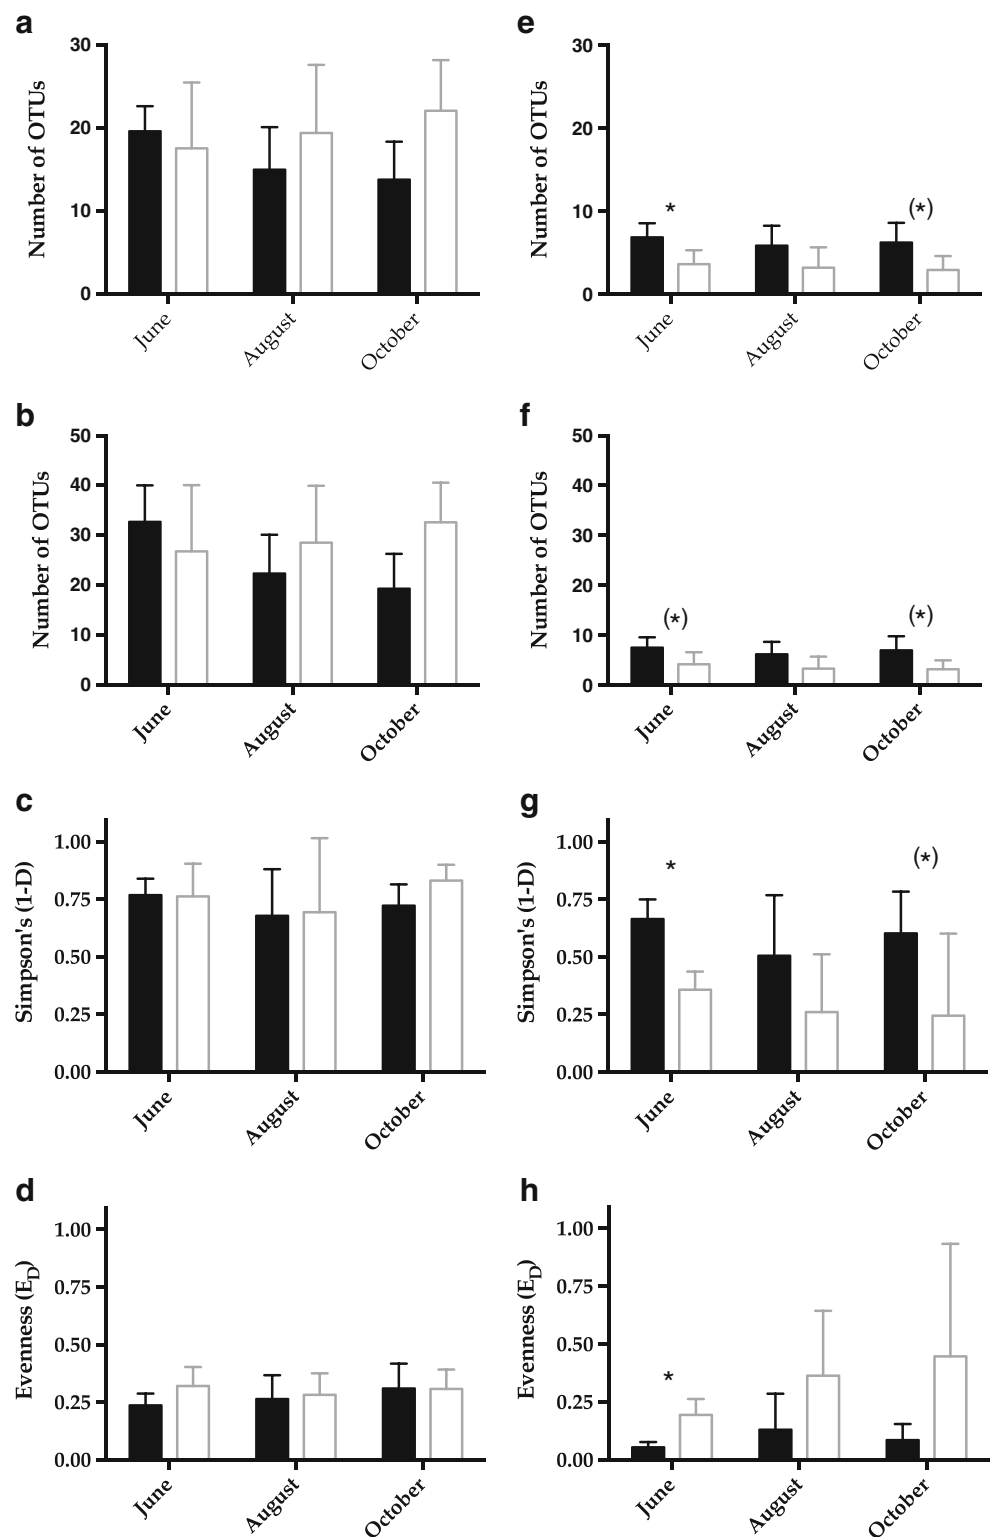 a
30
20
10
0
Number of OTUs
June
August
October
e
30
20
10
0
Number of OTUs
*
(*)
June
August
October
b
50
40
30
20
10
0
Number of OTUs
June
August
October
f
50
40
30
20
10
0
Number of OTUs
(*)
(*)
June
August
October
c
1.00
0.75
0.50
0.25
0.00
Simpson's (1-D)
June
August
October
g
1.00
0.75
0.50
0.25
0.00
Simpson's (1-D)
*
(*)
June
August
October
d
1.00
0.75
0.50
0.25
0.00
Evenness (E_D)
June
August
October
h
1.00
0.75
0.50
0.25
0.00
Evenness (E_D)
*
June
August
October